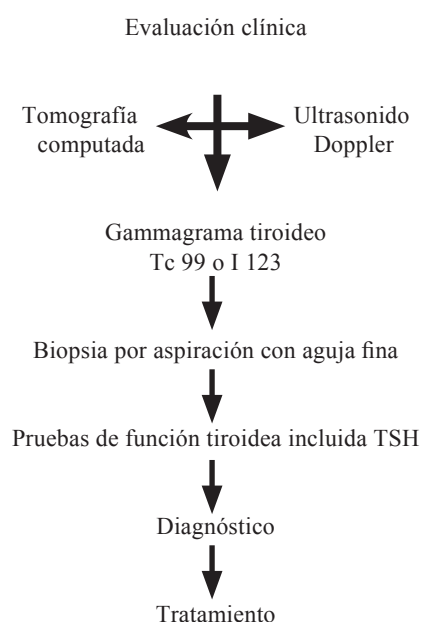 Evaluación clínica
Tomografía
computada
Ultrasonido
Doppler
Gammagrama tiroideo
Tc 99 o I 123
Biopsia por aspiración con aguja fina
Pruebas de función tiroidea incluida TSH
Diagnóstico
Tratamiento